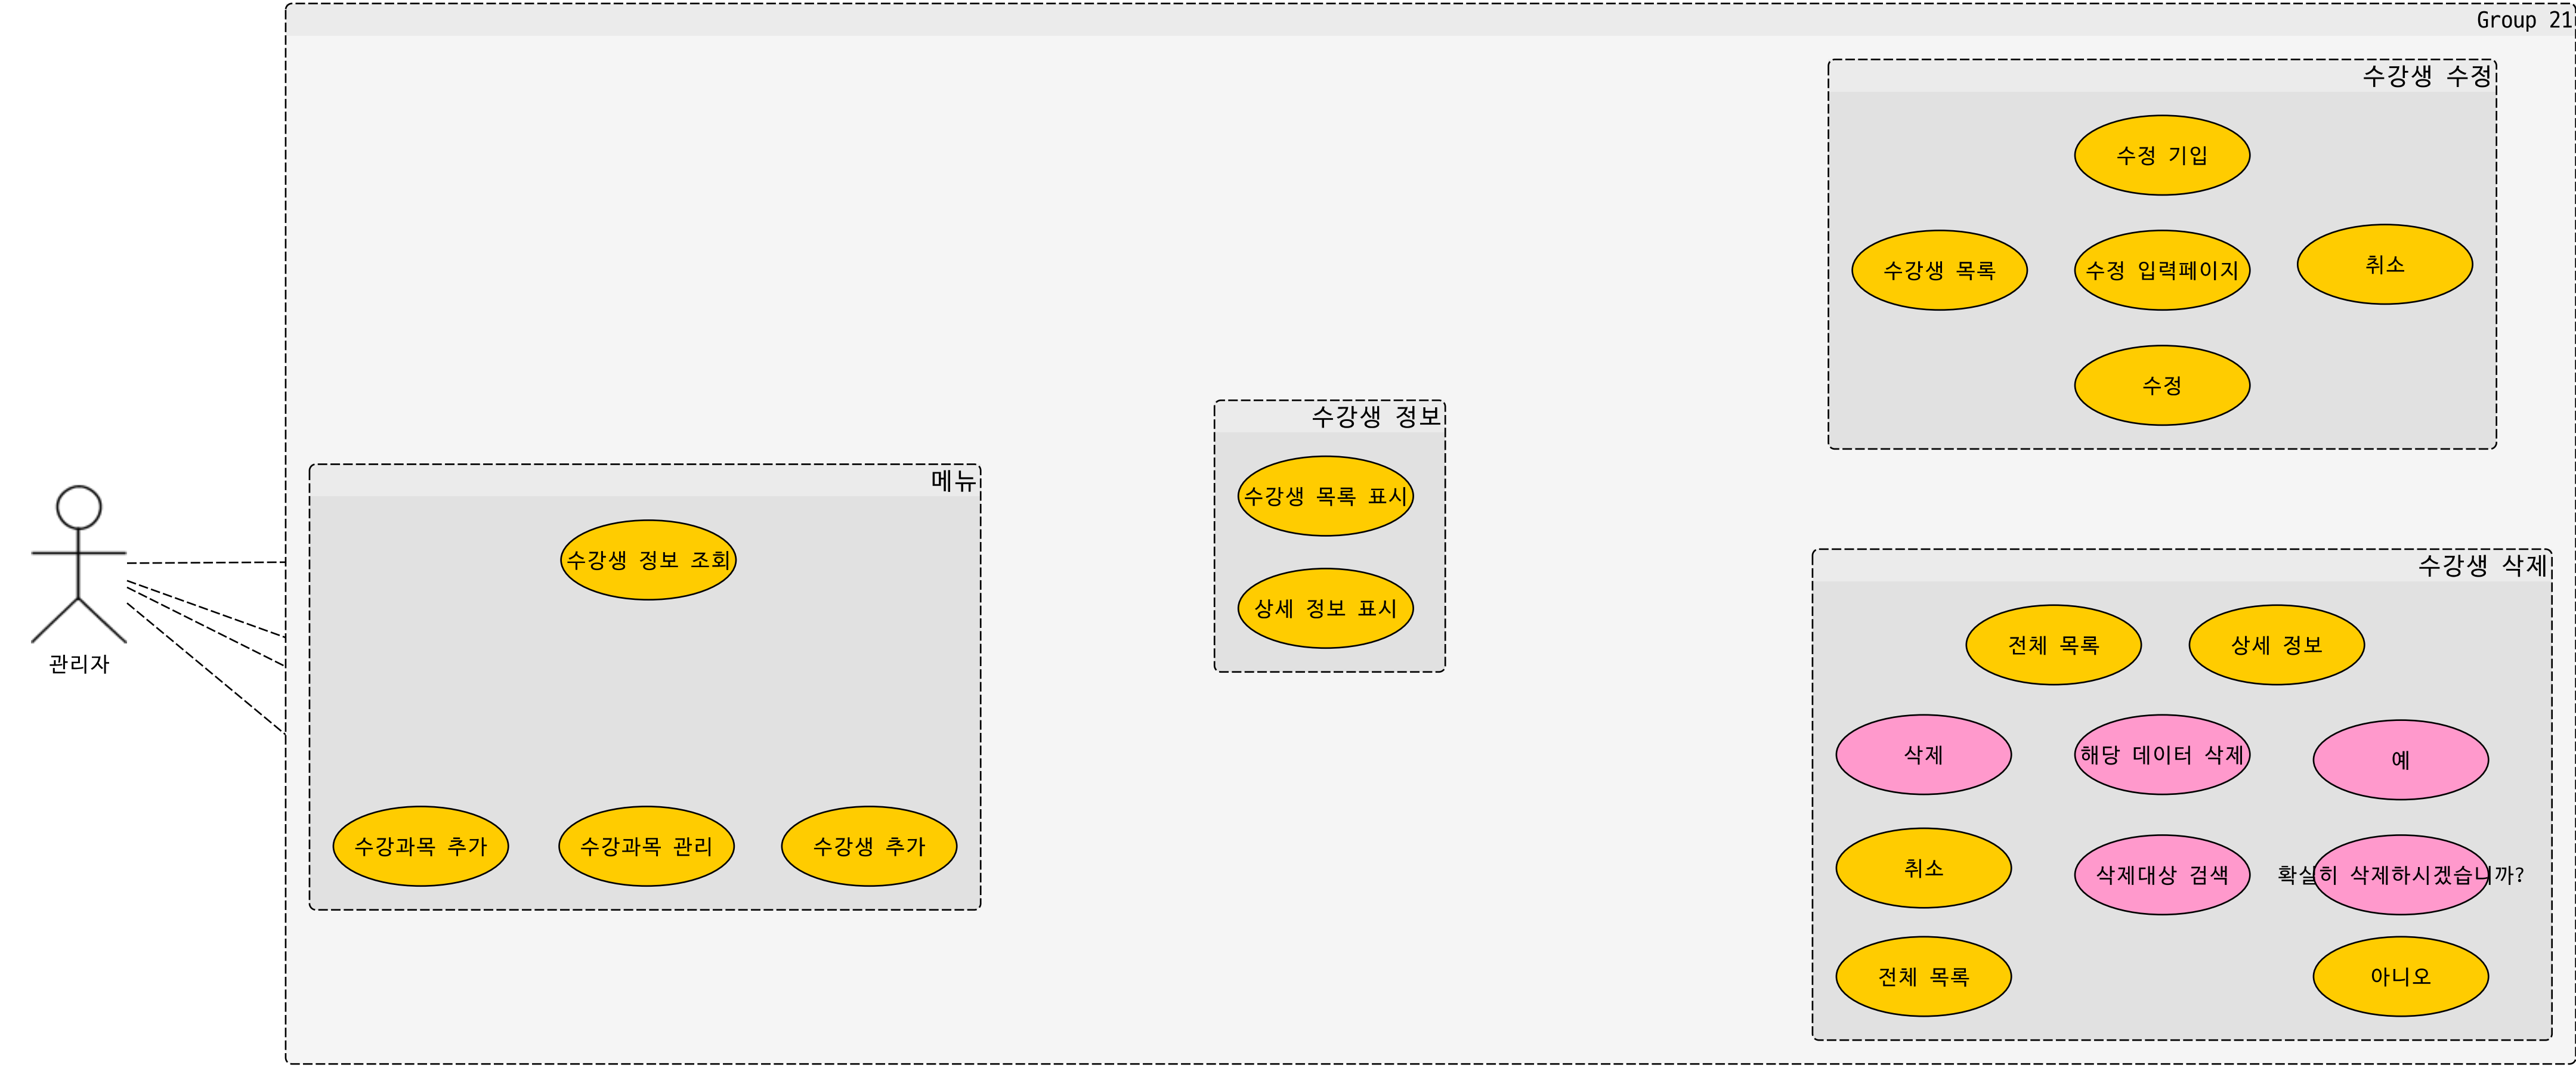 Group 21
수강생 수정
수정 기입
수강생 목록
수정 입력페이지
취소
수정
수강생 정보
수강생 목록 표시
상세 정보 표시
메뉴
수강생 정보 조회
수강과목 추가
수강과목 관리
수강생 추가
관리자
수강생 삭제
전체 목록
상세 정보
삭제
해당 데이터 삭제
예
취소
삭제대상 검색
확실히 삭제하시겠습니까?
전체 목록
아니오